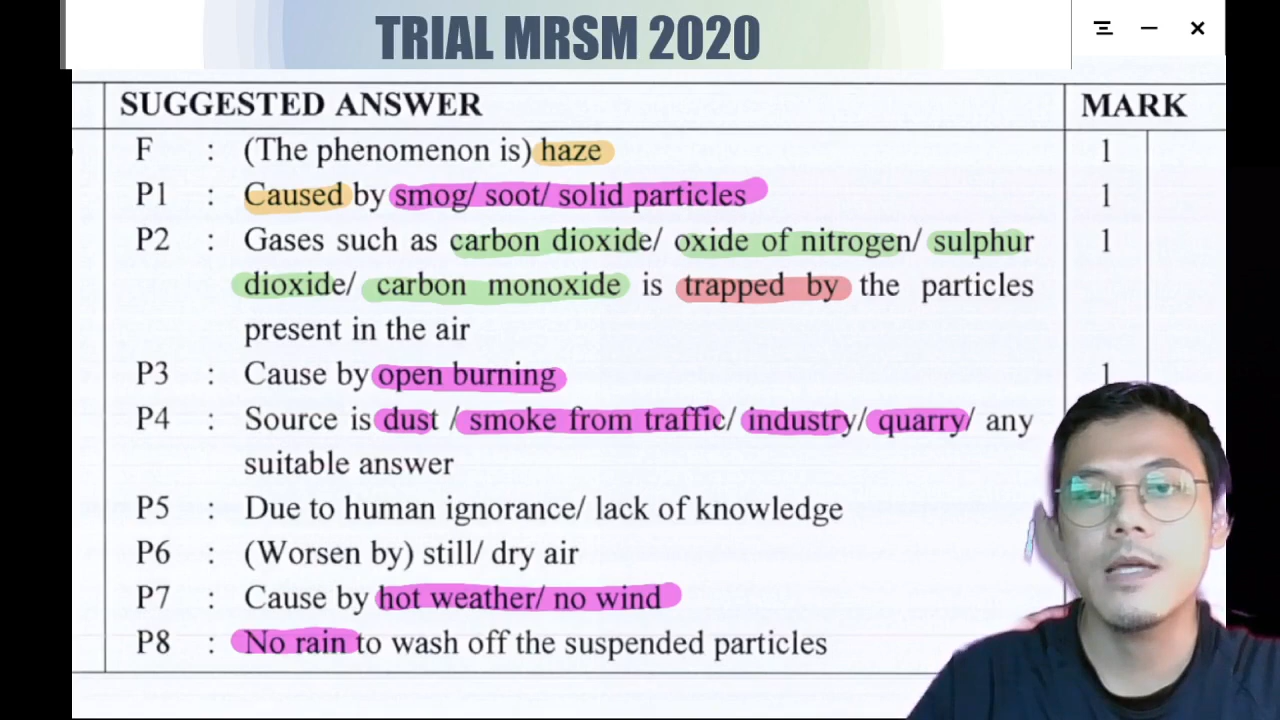 TRIAL MRSM 2020
SUGGESTED ANSWER MARK
F : (The phenomenon is) haze 1
P1 : Caused by smog/ soot/ solid particles 1
P2 : Gases such as carbon dioxide/ oxide of nitrogen/ sulphur 1
dioxide/ carbon monoxide is trapped by the particles
present in the air
P3 : Cause by open burning
P4 : Source is dust / smoke from traffic/ industry/ quarry/ any
suitable answer
P5 : Due to human ignorance/ lack of knowledge
P6 : (Worsen by) still/ dry air
P7 : Cause by hot weather/ no wind
P8 : No rain to wash off the suspended particles